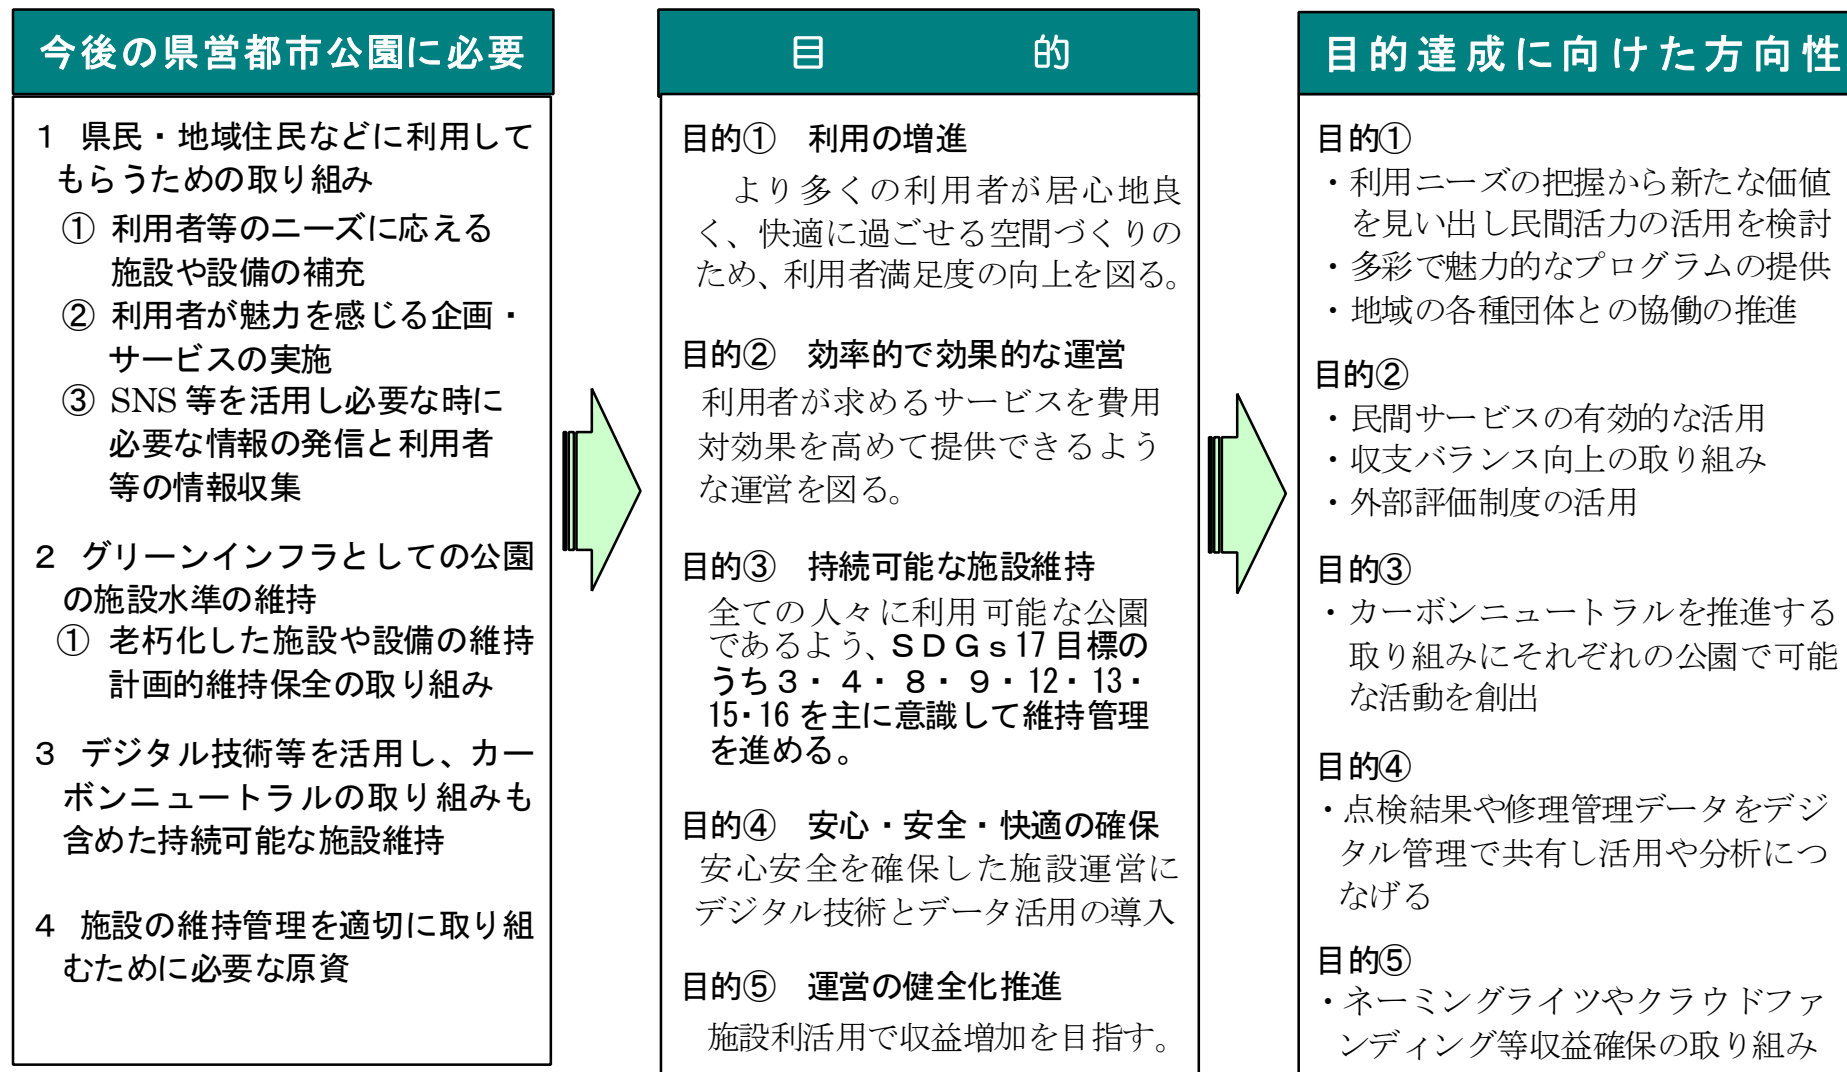 今後の県営都市公園に必要
1 県民・地域住民などに利用して
もらうための取り組み
① 利用者等のニーズに応える
施設や設備の補充
② 利用者が魅力を感じる企画・
サービスの実施
③ SNS 等を活用し必要な時に
必要な情報の発信と利用者
等の情報収集
2 グリーンインフラとしての公園
の施設水準の維持
① 老朽化した施設や設備の維持
計画的維持保全の取り組み
3 デジタル技術等を活用し、カー
ボンニュートラルの取り組みも
含めた持続可能な施設維持
4 施設の維持管理を適切に取り組
むために必要な原資
目 的
目的① 利用の増進
より多くの利用者が居心地良
く、快適に過ごせる空間づくりの
ため、利用者満足度の向上を図る。
目的② 効率的で効果的な運営
利用者が求めるサービスを費用
対効果を高めて提供できるよう
な運営を図る。
目的③ 持続可能な施設維持
全ての人々に利用可能な公園
であるよう、SDGs17 目標の
うち3・4・8・9・12・13・
15・16 を主に意識して維持管理
を進める。
目的④ 安心・安全・快適の確保
安心安全を確保した施設運営に
デジタル技術とデータ活用の導入
目的⑤ 運営の健全化推進
施設利活用で収益増加を目指す。
目的達成に向けた方向性
目的①
・利用ニーズの把握から新たな価値
を見い出し民間活力の活用を検討
・多彩で魅力的なプログラムの提供
・地域の各種団体との協働の推進
目的②
・民間サービスの有効的な活用
・収支バランス向上の取り組み
・外部評価制度の活用
目的③
・カーボンニュートラルを推進する
取り組みにそれぞれの公園で可能
な活動を創出
目的④
・点検結果や修理管理データをデジ
タル管理で共有し活用や分析につ
なげる
目的⑤
・ネーミングライツやクラウドファ
ンディング等収益確保の取り組み